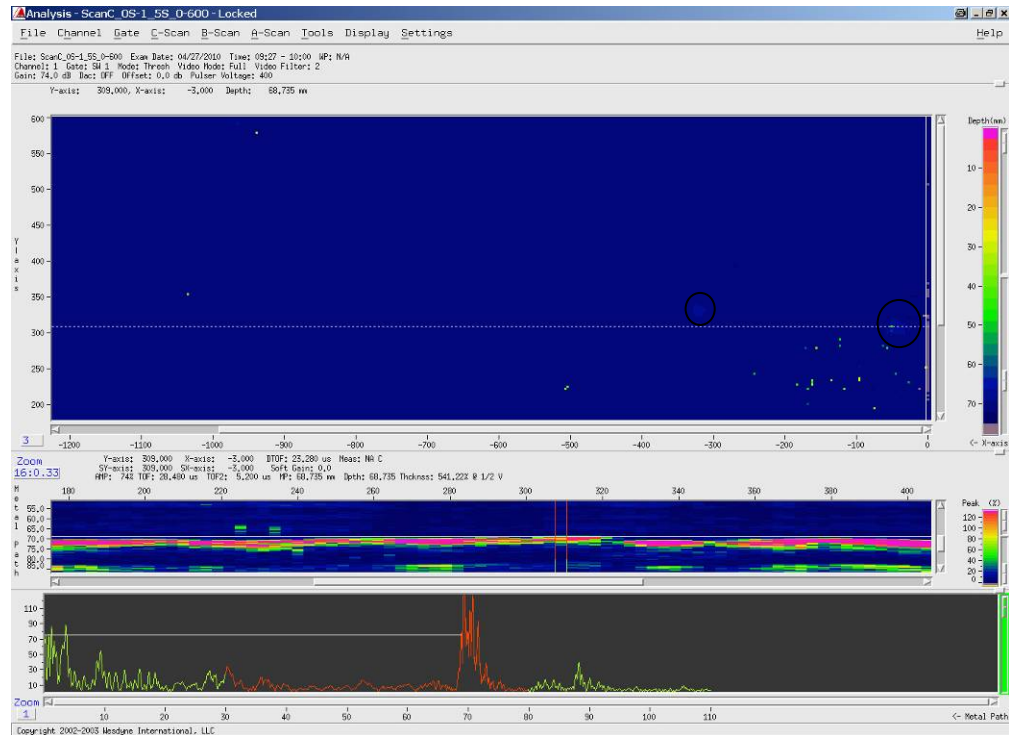 Analysis - ScanC_OS-1_5S_0-600 - Locked
File Channel Gate C-Scan B-Scan A-Scan Tools Display Settings Help
File: ScanC_OS-1_5S_0-600 Exam Date: 04/27/2010 Time: 09:27 - 10:00 WP: N/A
Channel: 1 Gate: SW 1 Mode: Thresh Video Mode: Full Video Filter: 2
Gain: 74.0 dB Dac: OFF Offset: 0.0 db Pulser Voltage: 400
Y-axis: 309.000, X-axis: -3.000 Depth: 68.735 mm
600
Depth(mm)
550
10
500
20
450
30
Y-axis
400
40
350
50
300
60
250
70
200
3 -1200 -1100 -1000 -900 -800 -700 -600 -500 -400 -300 -200 -100 0 <- X-axis
Zoom Y-axis: 309.000 X-axis: -3.000 DTOF: 23.280 us Meas: NA C
16:0.33 SY-axis: 309.000 SX-axis: -3.000 Soft Gain: 0.0
AMP: 74% TOF: 28.480 us TOF2: 5.200 us MP: 68.735 mm Dpth: 68.735 Thcknss: 541.22% @ 1/2 V
180 200 220 240 260 280 300 320 340 360 380 400
Metal Path
Peak (%)
55.0
60.0
65.0
70.0
75.0
85.0
120
100
80
60
40
20
0
110
90
70
50
30
10
Zoom
1 10 20 30 40 50 60 70 80 90 100 110 <- Metal Path
Copyright 2002-2003 Wesdyne International, LLC